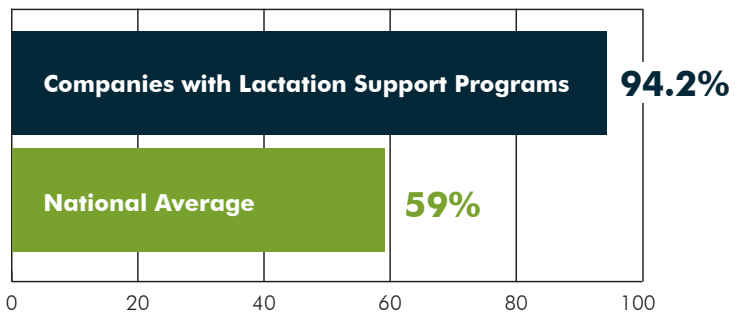 Companies with Lactation Support Programs 94.2%
National Average 59%
0 20 40 60 80 100